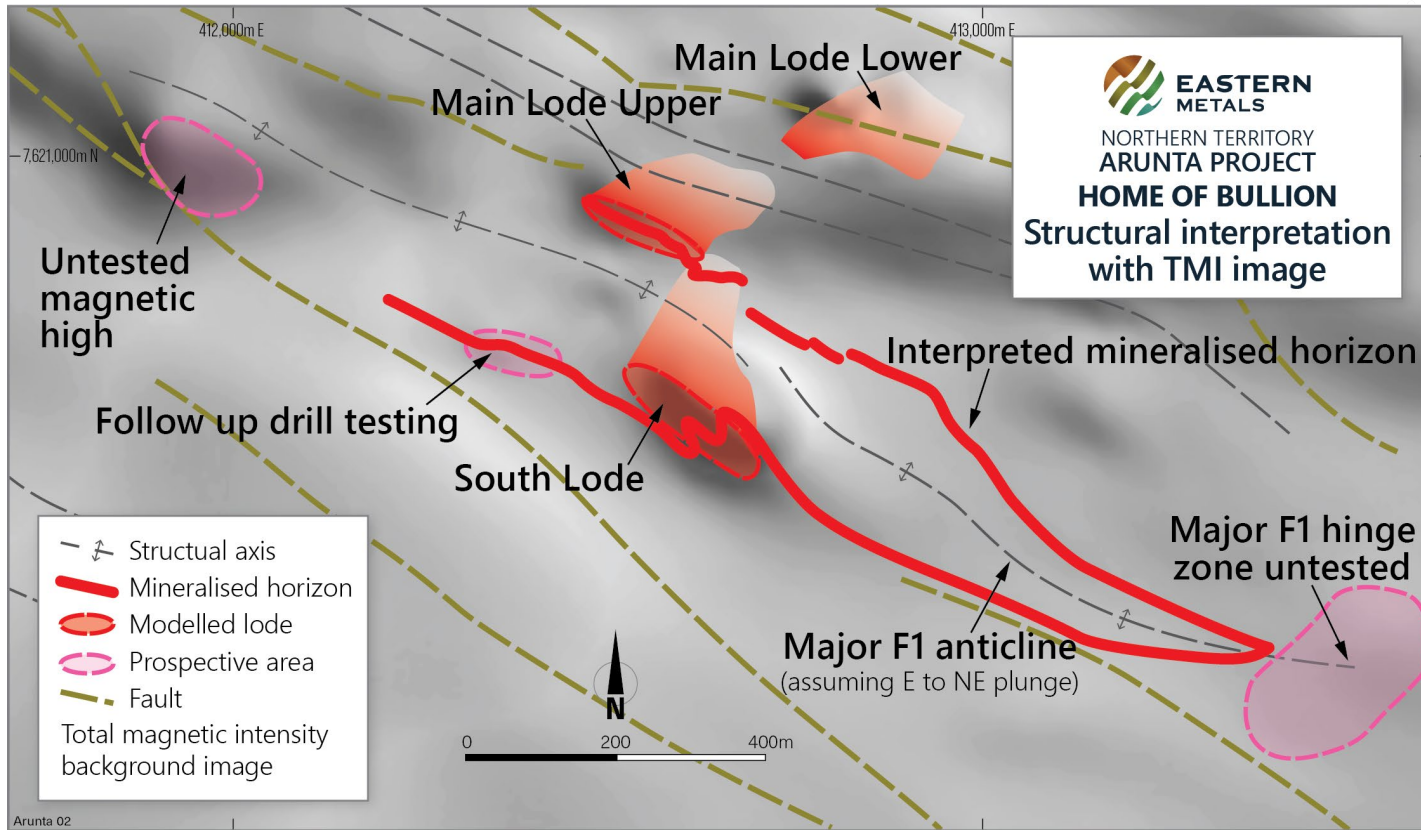 412,000m E
413,000m E
7,621,000m N
Main Lode Lower
Main Lode Upper
EASTERN
METALS
NORTHERN TERRITORY
ARUNTA PROJECT
HOME OF BULLION
Structural interpretation
with TMI image
Untested
magnetic
high
Interpreted mineralised horizon
Follow up drill testing
South Lode
Major F1 hinge
zone untested
Major F1 anticline
(assuming E to NE plunge)
Structual axis
Mineralised horizon
Modelled lode
Prospective area
Fault
Total magnetic intensity
background image
N
0 200 400m
Arunta 02